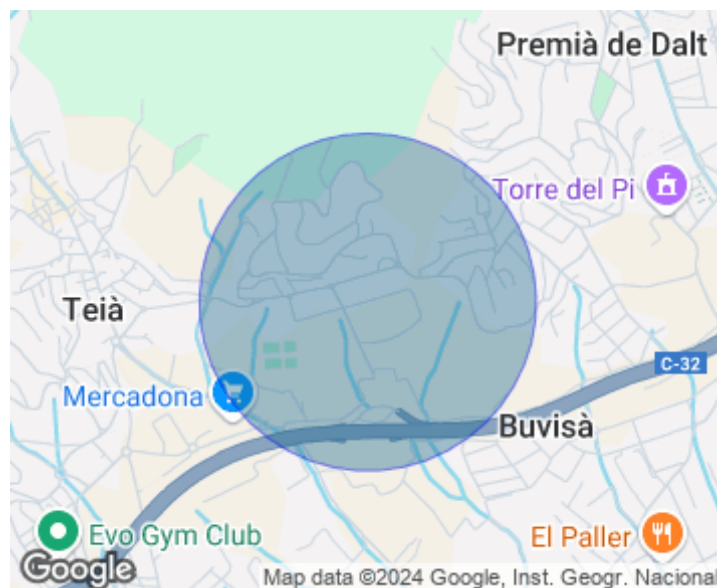 Premià de Dalt
Torre del Pi
Teià
C-32
Mercadona
Buvisà
Evo Gym Club
El Paller
Google
Map data ©2024 Google, Inst. Geogr. Nacional